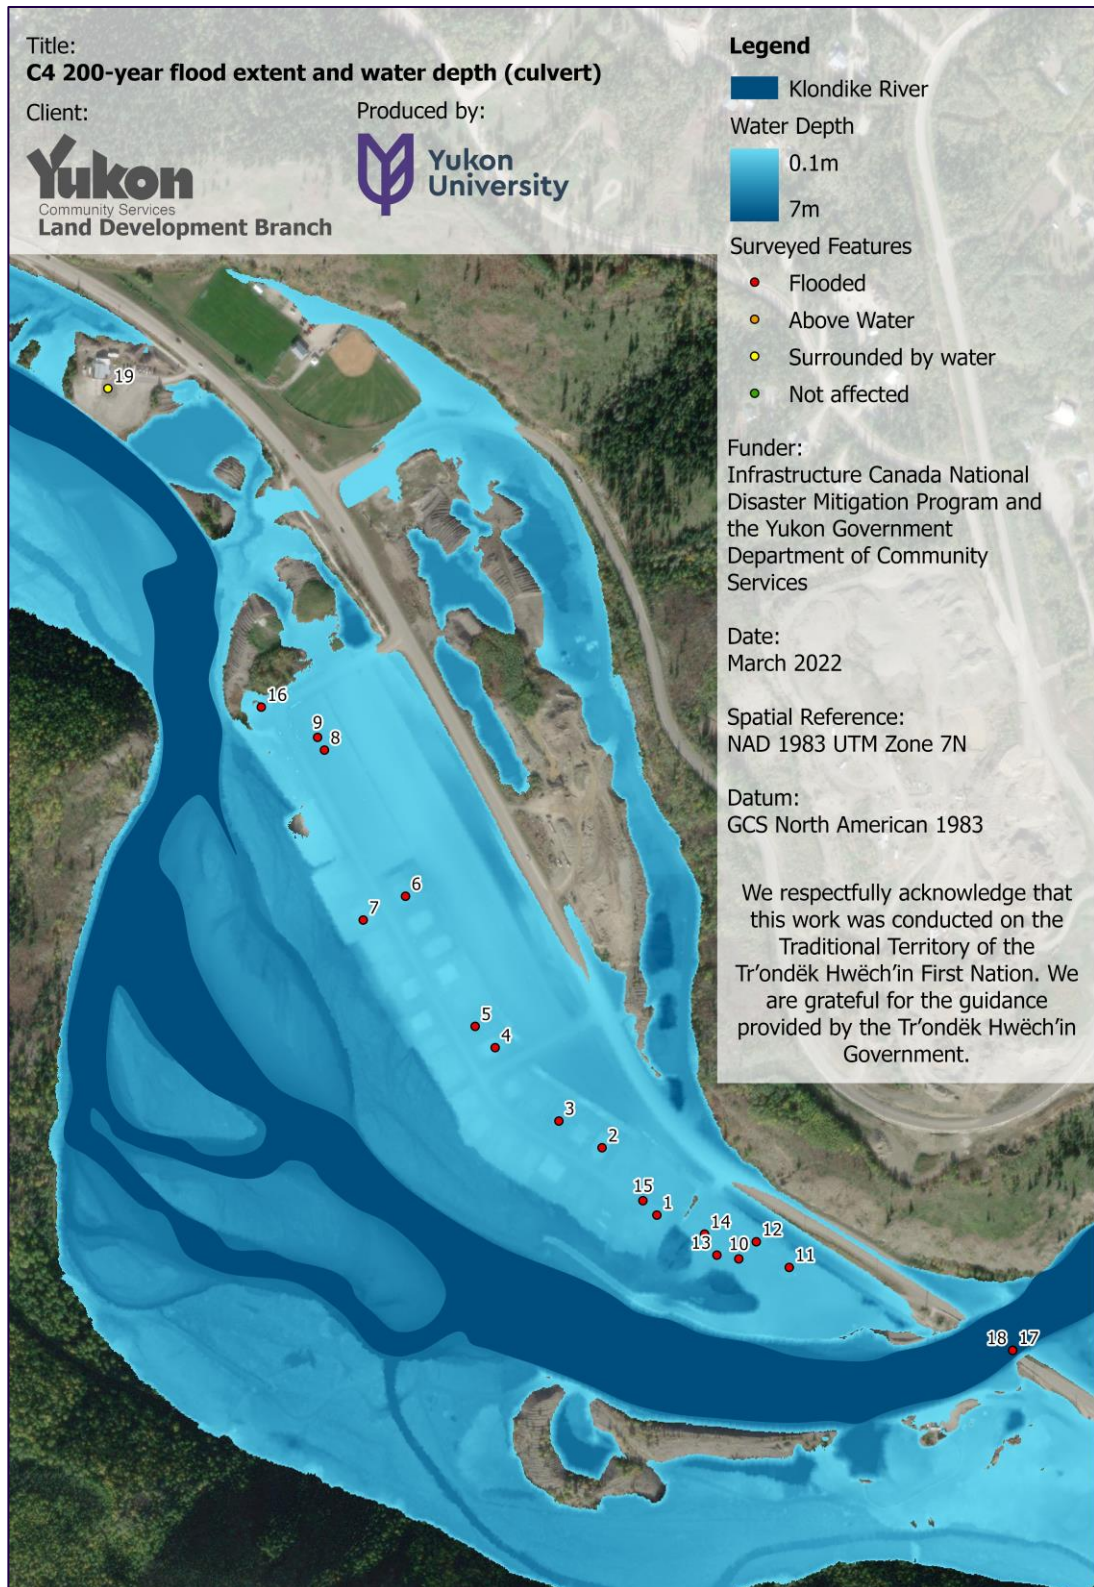 Title:
C4 200-year flood extent and water depth (culvert)
Client:
Yukon
Community Services
Land Development Branch
Produced by:
Yukon
University
Legend
Klondike River
Water Depth
0.1m
7m
Surveyed Features
Flooded
Above Water
Surrounded by water
Not affected
Funder:
Infrastructure Canada National
Disaster Mitigation Program and
the Yukon Government
Department of Community
Services
Date:
March 2022
Spatial Reference:
NAD 1983 UTM Zone 7N
Datum:
GCS North American 1983
We respectfully acknowledge that
this work was conducted on the
Traditional Territory of the
Tr’ondëk Hwëch’in First Nation. We
are grateful for the guidance
provided by the Tr’ondëk Hwëch’in
Government.
19
16
9
8
6
7
5
4
3
2
15
1
14
12
13
10
11
18 17